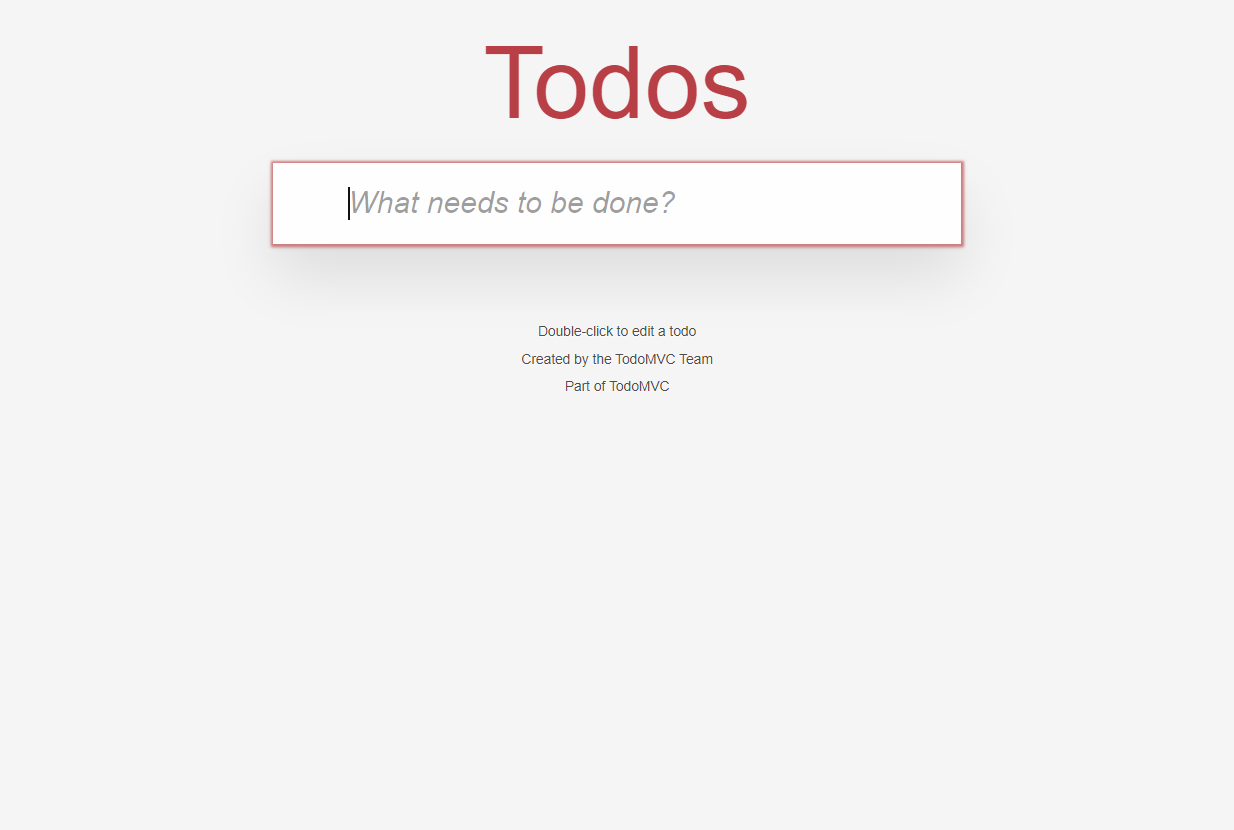 Todos
What needs to be done?
Double-click to edit a todo
Created by the TodoMVC Team
Part of TodoMVC